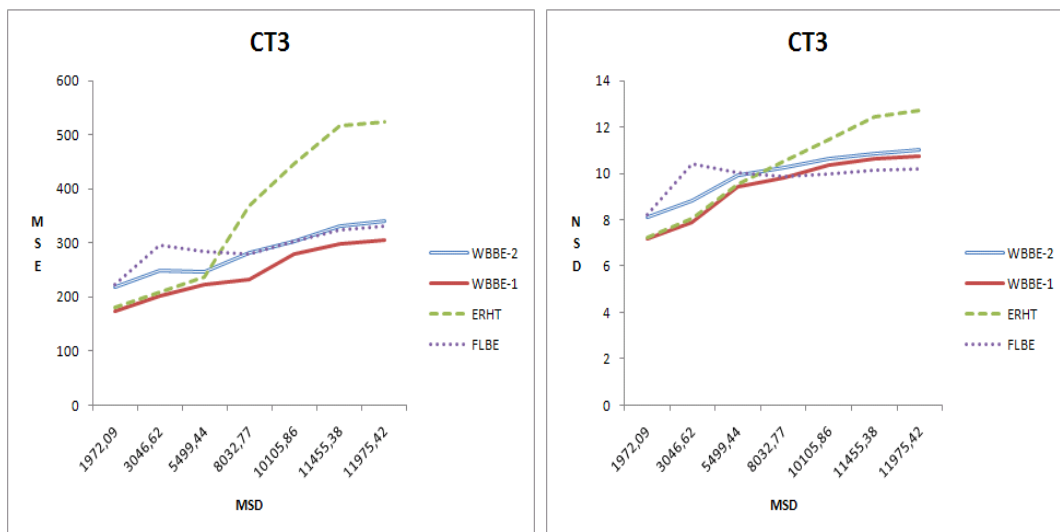 CT3
600
500
400
300
200
100
0
MSE
1972,09
3046,62
5499,44
8032,77
10105,86
11455,38
11975,42
MSD
WBBE-2
WBBE-1
ERHT
FLBE
CT3
14
12
10
8
6
4
2
0
NSD
1972,09
3046,62
5499,44
8032,77
10105,86
11455,38
11975,42
MSD
WBBE-2
WBBE-1
ERHT
FLBE